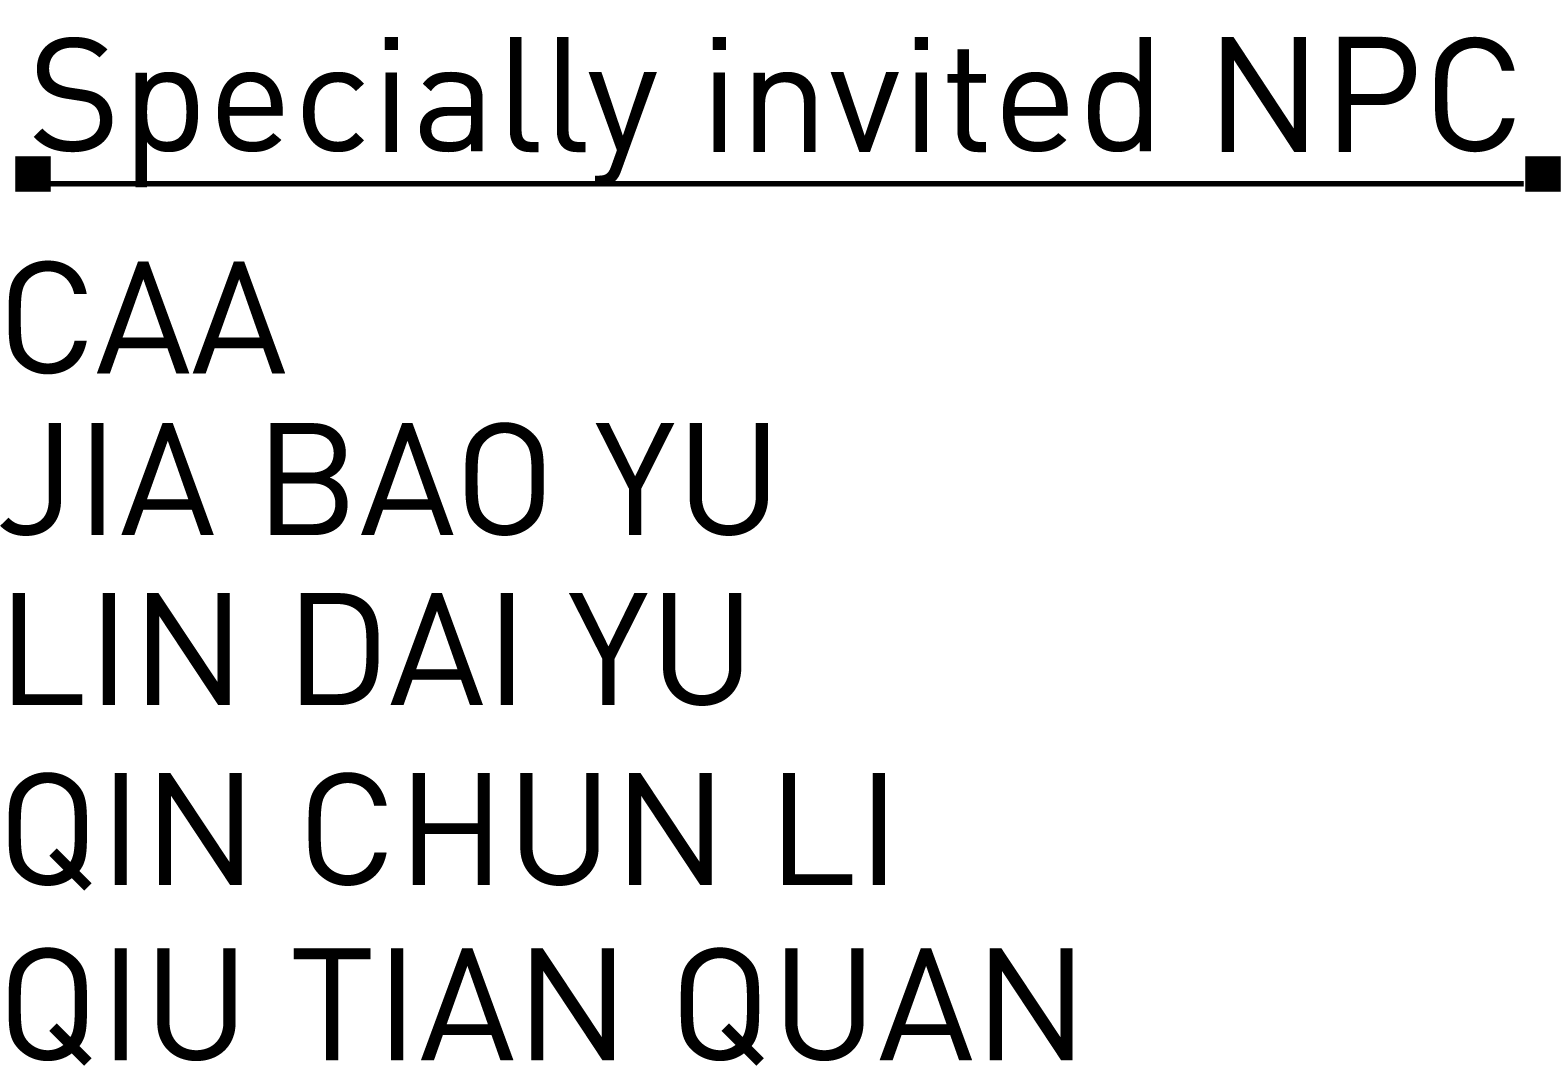 Specially invited NPC
CAA
JIA BAO YU
LIN DAI YU
QIN CHUN LI
QIU TIAN QUAN